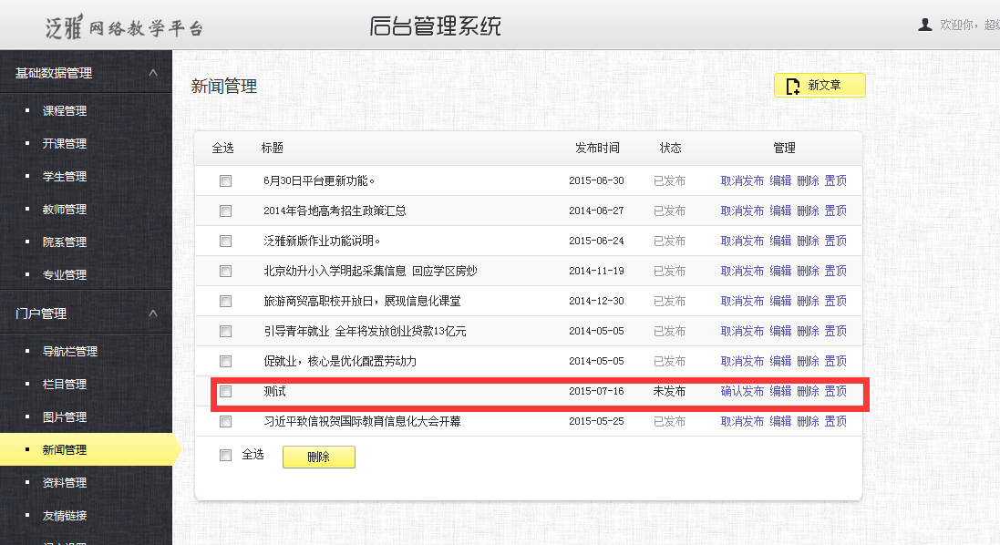 泛雅 网络教学平台 后台管理系统 欢迎你，超级
基础数据管理
课程管理
开课管理
学生管理
教师管理
院系管理
专业管理
门户管理
导航栏管理
栏目管理
图片管理
新闻管理
资料管理
友情链接
新闻管理 新文章
全选 标题 发布时间 状态 管理
6月30日平台更新功能。 2015-06-30 已发布 取消发布 编辑 删除 置顶
2014年各地高考招生政策汇总 2014-06-27 已发布 取消发布 编辑 删除 置顶
泛雅新版作业功能说明。 2015-06-24 已发布 取消发布 编辑 删除 置顶
北京幼升小入学明起采集信息 回应学区房炒 2014-11-19 已发布 取消发布 编辑 删除 置顶
旅游商贸高职校开放日，展现信息化课堂 2014-12-30 已发布 取消发布 编辑 删除 置顶
引导青年就业 全年将发放创业贷款13亿元 2014-05-05 已发布 取消发布 编辑 删除 置顶
促就业，核心是优化配置劳动力 2014-05-05 已发布 取消发布 编辑 删除 置顶
测试 2015-07-16 未发布 确认发布 编辑 删除 置顶
习近平致信祝贺国际教育信息化大会开幕 2015-05-25 已发布 取消发布 编辑 删除 置顶
全选 删除